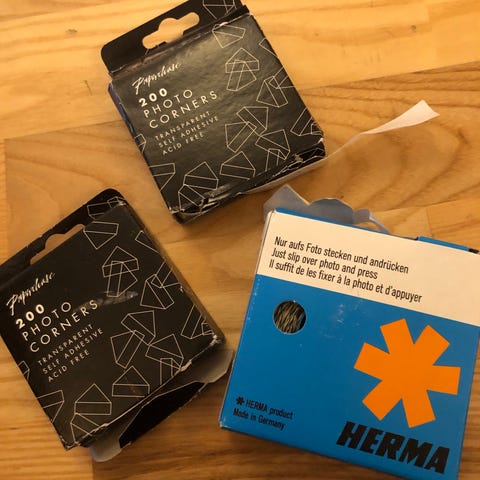 Paperchase
200
PHOTO
CORNERS
TRANSPARENT
SELF ADHESIVE
ACID FREE
Paperchase
200
PHOTO
CORNERS
TRANSPARENT
SELF ADHESIVE
ACID FREE
Nur aufs Foto stecken und andrücken
Just slip over photo and press
Il suffit de les fixer à la photo et d'appuyer
HERMA product
Made in Germany
HERMA